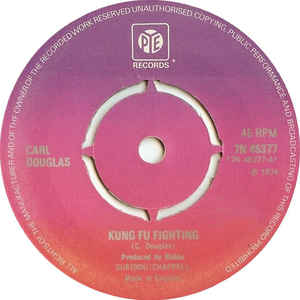 ALL RIGHTS OF THE MANUFACTURER AND OF THE OWNER OF THE RECORDED WORK RESERVED UNAUTHORISED COPYING, PUBLIC PERFORMANCE AND BROADCASTING OF THIS RECORD PROHIBITED
PYE
RECORDS
CARL
DOUGLAS
45 RPM
7N 45377
℗ 1974
KUNG FU FIGHTING
(C. Douglas)
Produced by Biddu
Made in England